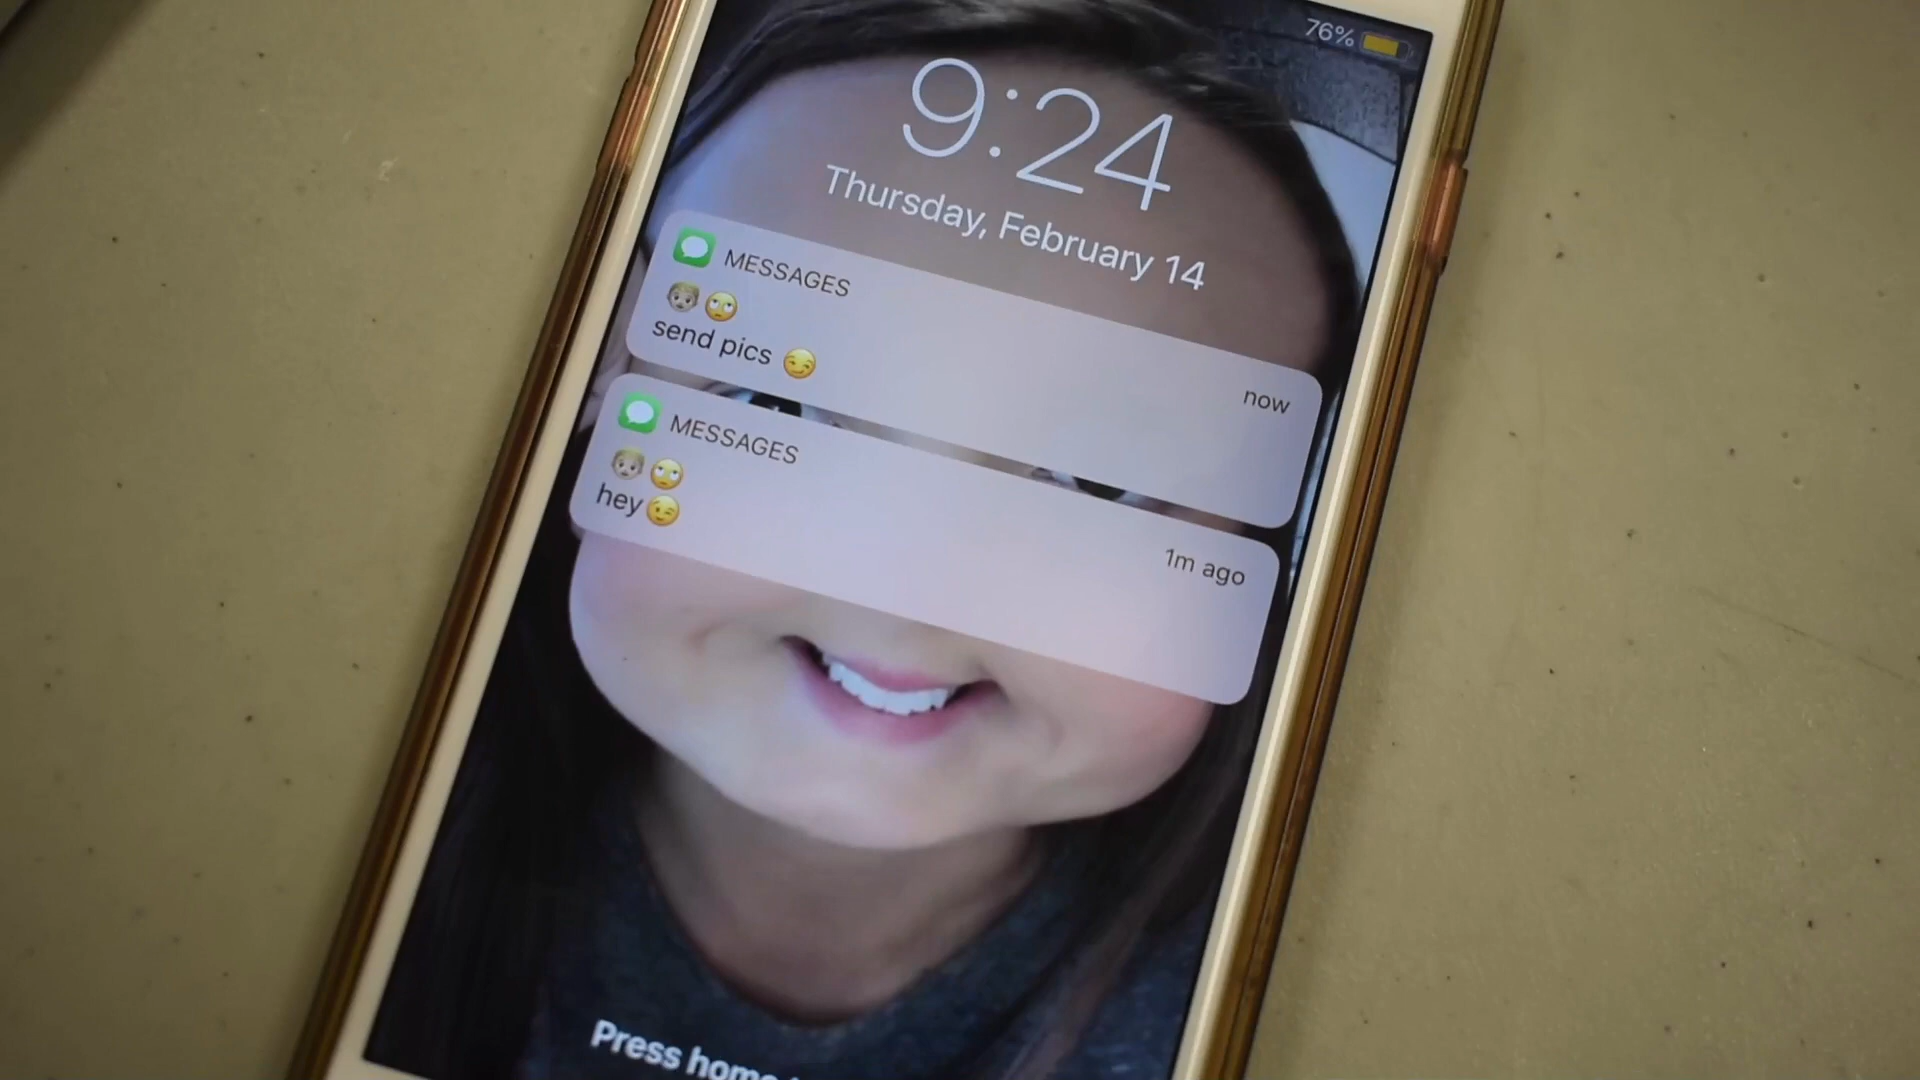 76%
9:24
Thursday, February 14
MESSAGES
👦🏼🙄
send pics 😏
now
MESSAGES
👦🏼🙄
hey😉
1m ago
Press home